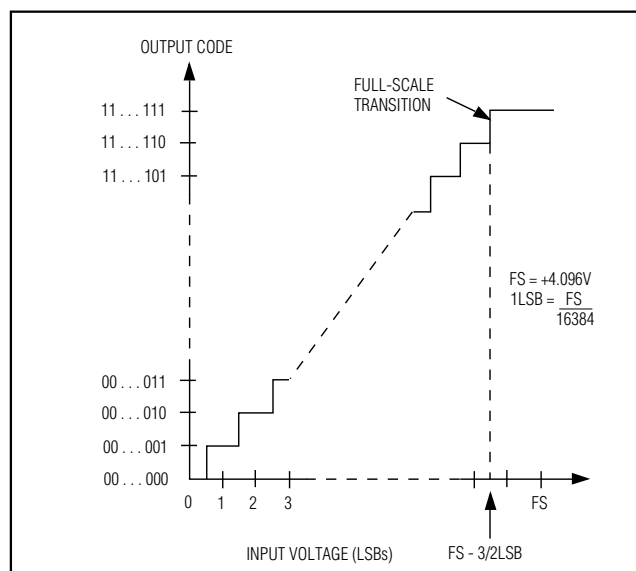 OUTPUT CODE
FULL-SCALE
TRANSITION
11 . . . 111
11 . . . 110
11 . . . 101
FS = +4.096V
1LSB = FS
16384
00 . . . 011
00 . . . 010
00 . . . 001
00 . . . 000
0 1 2 3 FS
INPUT VOLTAGE (LSBs) FS - 3/2LSB